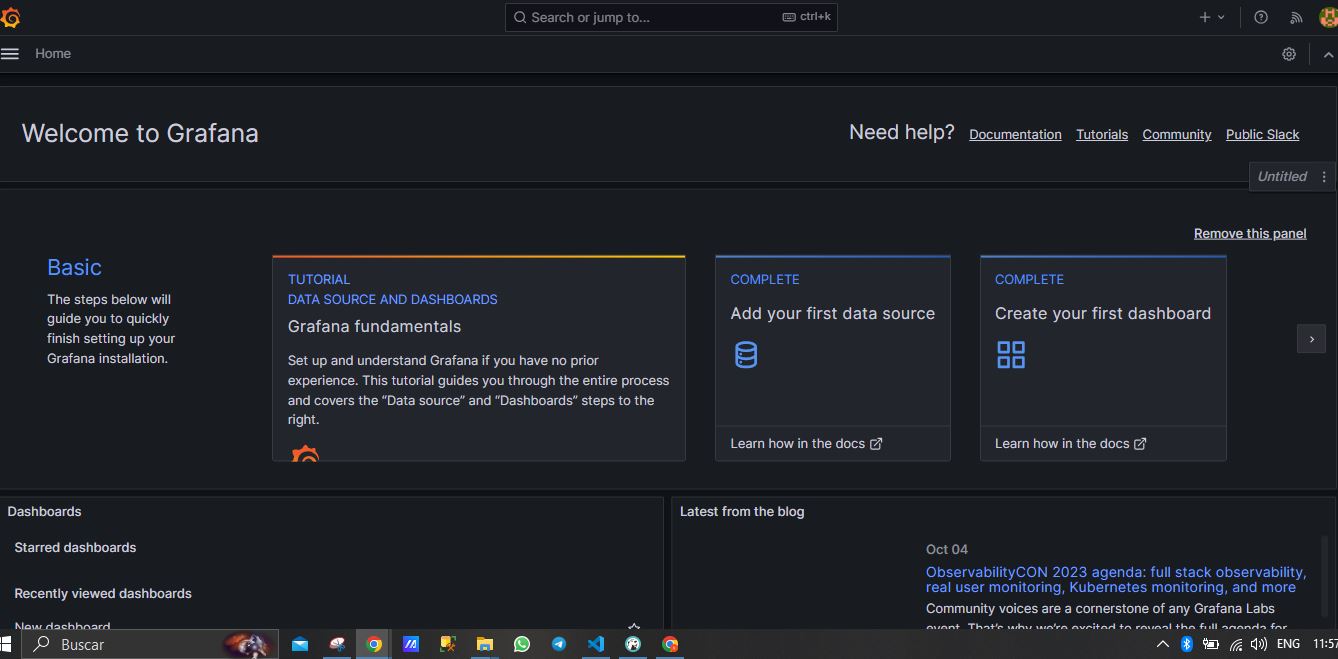 Search or jump to...
ctrl+k
Home
Welcome to Grafana
Need help?
Documentation
Tutorials
Community
Public Slack
Untitled
Remove this panel
Basic
The steps below will
guide you to quickly
finish setting up your
Grafana installation.
TUTORIAL
DATA SOURCE AND DASHBOARDS
Grafana fundamentals
Set up and understand Grafana if you have no prior
experience. This tutorial guides you through the entire process
and covers the “Data source” and “Dashboards” steps to the
right.
COMPLETE
Add your first data source
Learn how in the docs
COMPLETE
Create your first dashboard
Learn how in the docs
Dashboards
Starred dashboards
Recently viewed dashboards
New dashboard
Latest from the blog
Oct 04
ObservabilityCON 2023 agenda: full stack observability,
real user monitoring, Kubernetes monitoring, and more
Community voices are a cornerstone of any Grafana Labs
event. That’s why we’re excited to reveal the full agenda for
Buscar
ENG
11:57